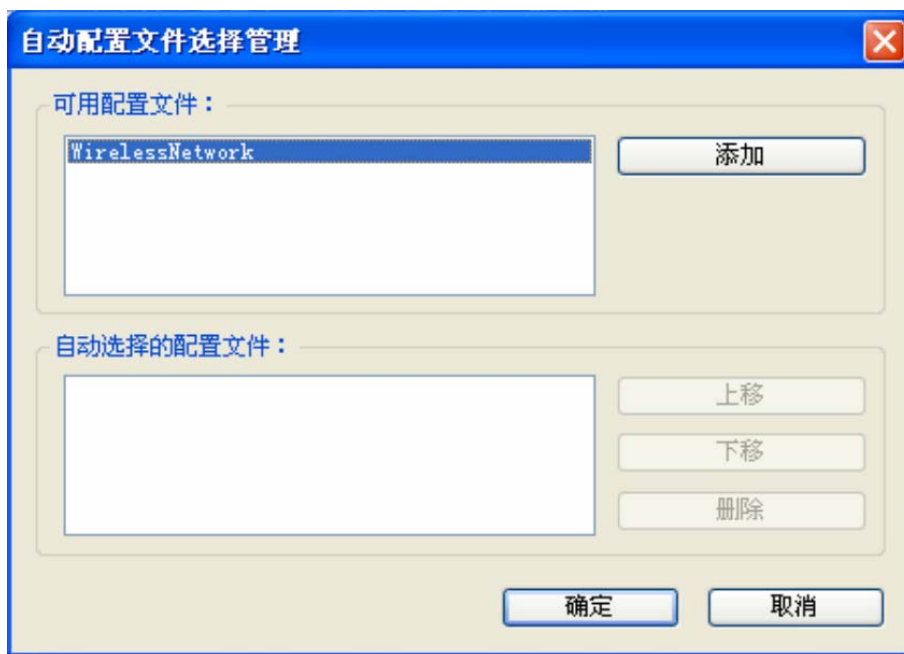 自动配置文件选择管理
可用配置文件：
WirelessNetwork
添加
自动选择的配置文件：
上移
下移
删除
确定
取消